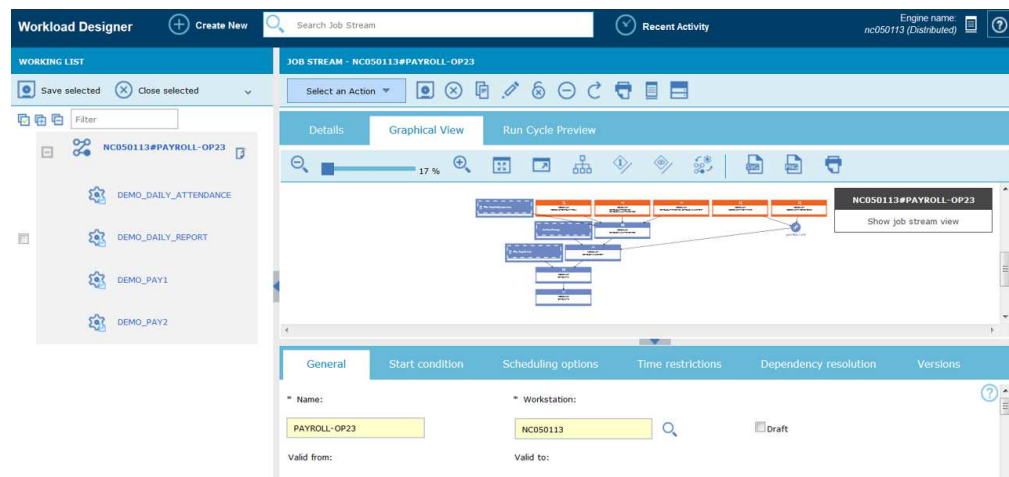 Workload Designer
Create New
Search Job Stream
Recent Activity
Engine name:
nc050113 (Distributed)
WORKING LIST
Save selected
Close selected
Filter
NC050113#PAYROLL-OP23
DEMO_DAILY_ATTENDANCE
DEMO_DAILY_REPORT
DEMO_PAY1
DEMO_PAY2
JOB STREAM - NC050113#PAYROLL-OP23
Select an Action
Details
Graphical View
Run Cycle Preview
17 %
NC050113#PAYROLL-OP23
Show job stream view
General
Start condition
Scheduling options
Time restrictions
Dependency resolution
Versions
* Name:
* Workstation:
PAYROLL-OP23
NC050113
Draft
Valid from:
Valid to: